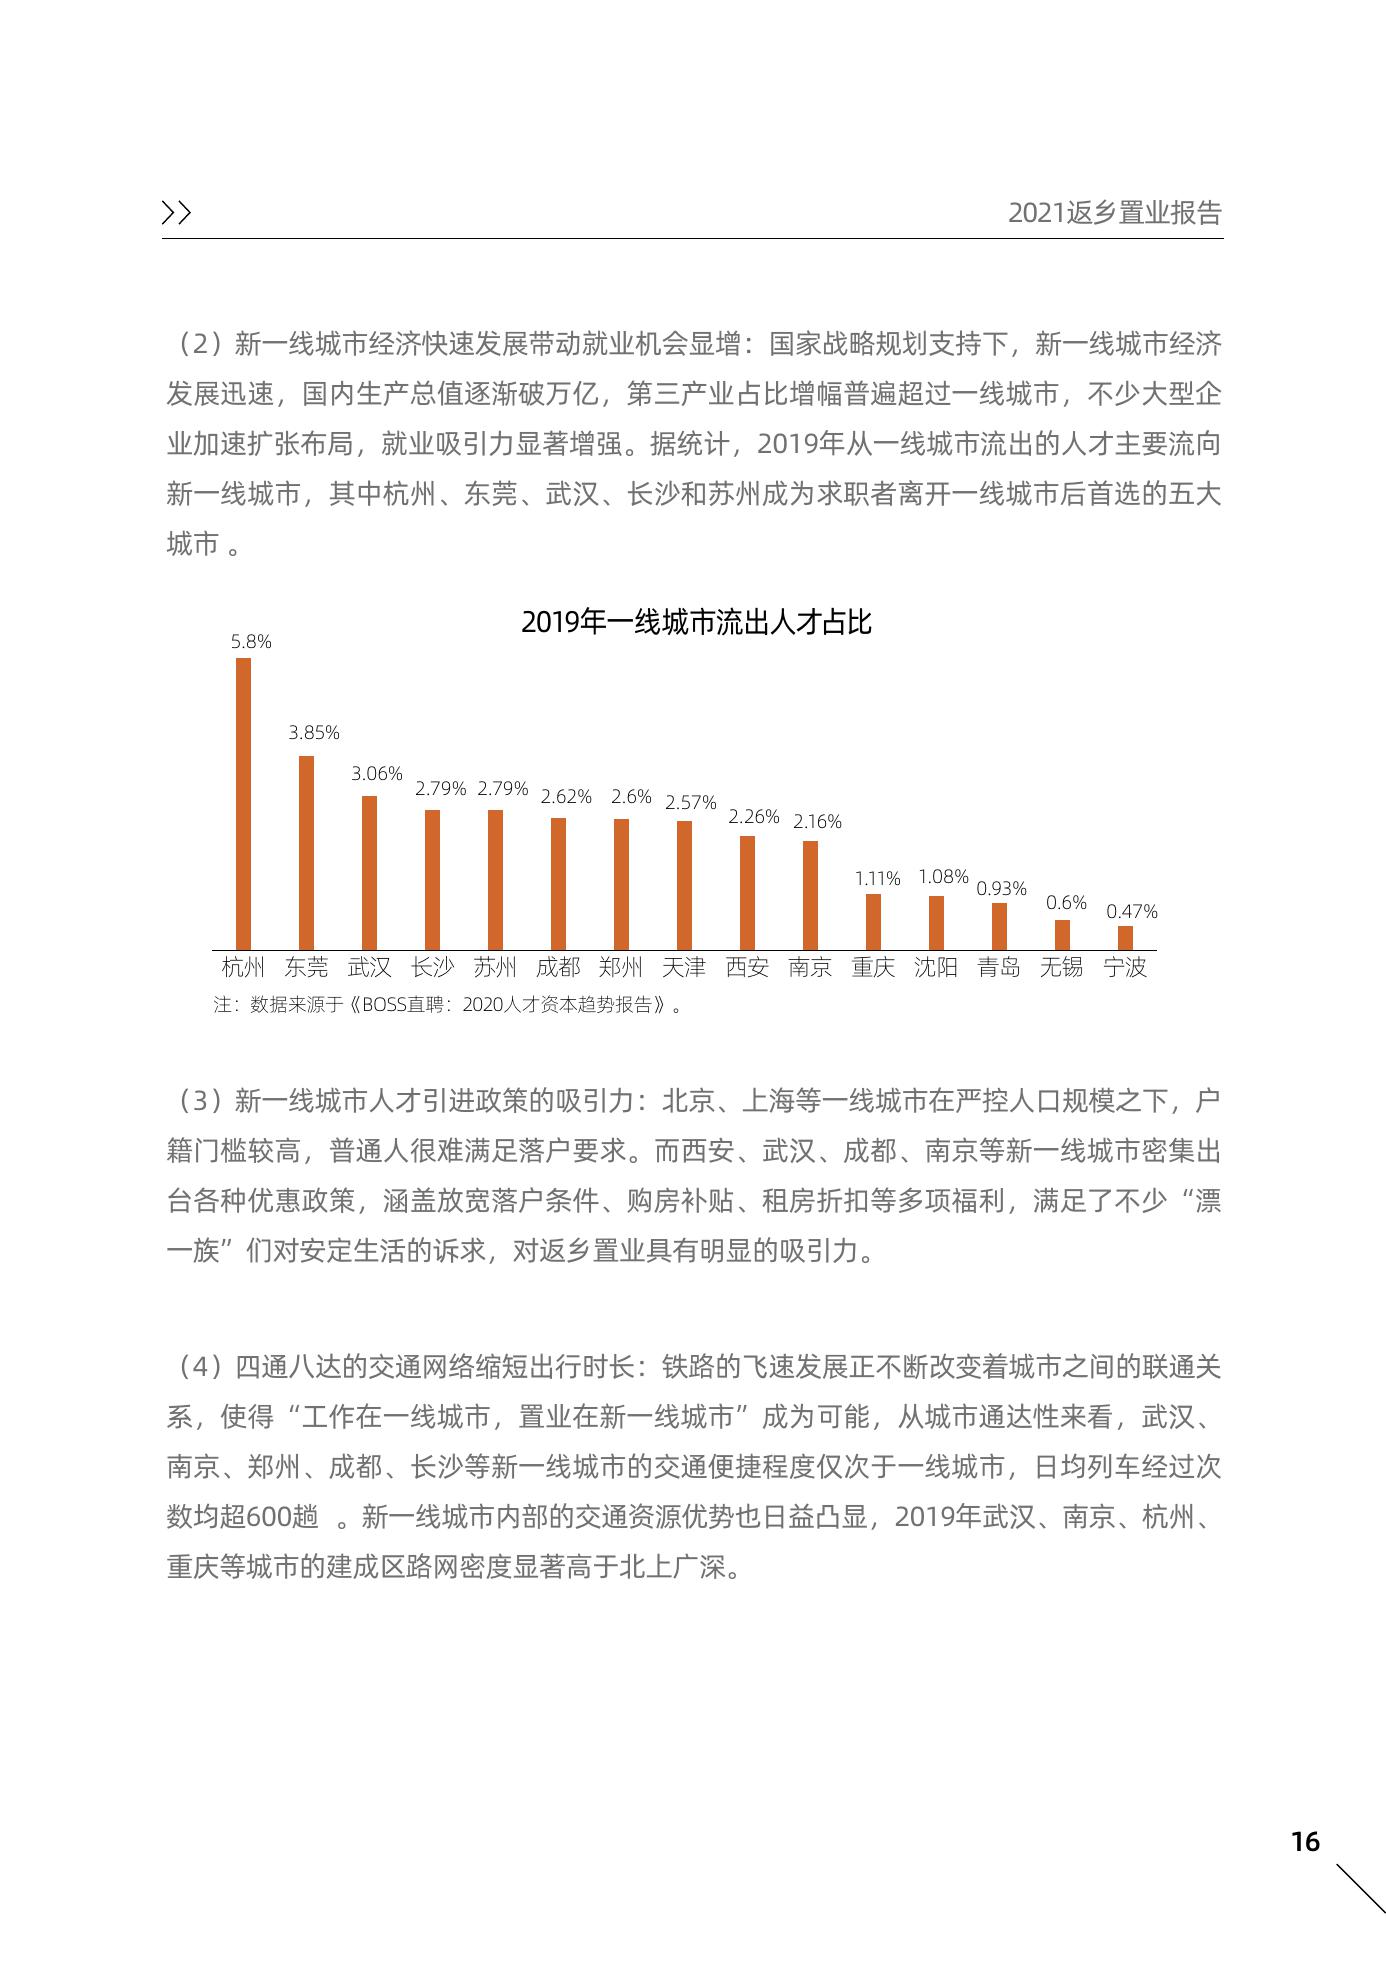 2021返乡置业报告
（2）新一线城市经济快速发展带动就业机会显增：国家战略规划支持下，新一线城市经济
发展迅速，国内生产总值逐渐破万亿，第三产业占比增幅普遍超过一线城市，不少大型企
业加速扩张布局，就业吸引力显著增强。据统计，2019年从一线城市流出的人才主要流向
新一线城市，其中杭州、东莞、武汉、长沙和苏州成为求职者离开一线城市后首选的五大
城市 。
2019年一线城市流出人才占比
5.8% 3.85% 3.06% 2.79% 2.79% 2.62% 2.6% 2.57% 2.26% 2.16% 1.11% 1.08% 0.93% 0.6% 0.47%
杭州 东莞 武汉 长沙 苏州 成都 郑州 天津 西安 南京 重庆 沈阳 青岛 无锡 宁波
注：数据来源于《BOSS直聘：2020人才资本趋势报告》。
（3）新一线城市人才引进政策的吸引力：北京、上海等一线城市在严控人口规模之下，户
籍门槛较高，普通人很难满足落户要求。而西安、武汉、成都、南京等新一线城市密集出
台各种优惠政策，涵盖放宽落户条件、购房补贴、租房折扣等多项福利，满足了不少“漂
一族”们对安定生活的诉求，对返乡置业具有明显的吸引力。
（4）四通八达的交通网络缩短出行时长：铁路的飞速发展正不断改变着城市之间的联通关
系，使得“工作在一线城市，置业在新一线城市”成为可能，从城市通达性来看，武汉、
南京、郑州、成都、长沙等新一线城市的交通便捷程度仅次于一线城市，日均列车经过次
数均超600趟 。新一线城市内部的交通资源优势也日益凸显，2019年武汉、南京、杭州、
重庆等城市的建成区路网密度显著高于北上广深。
16